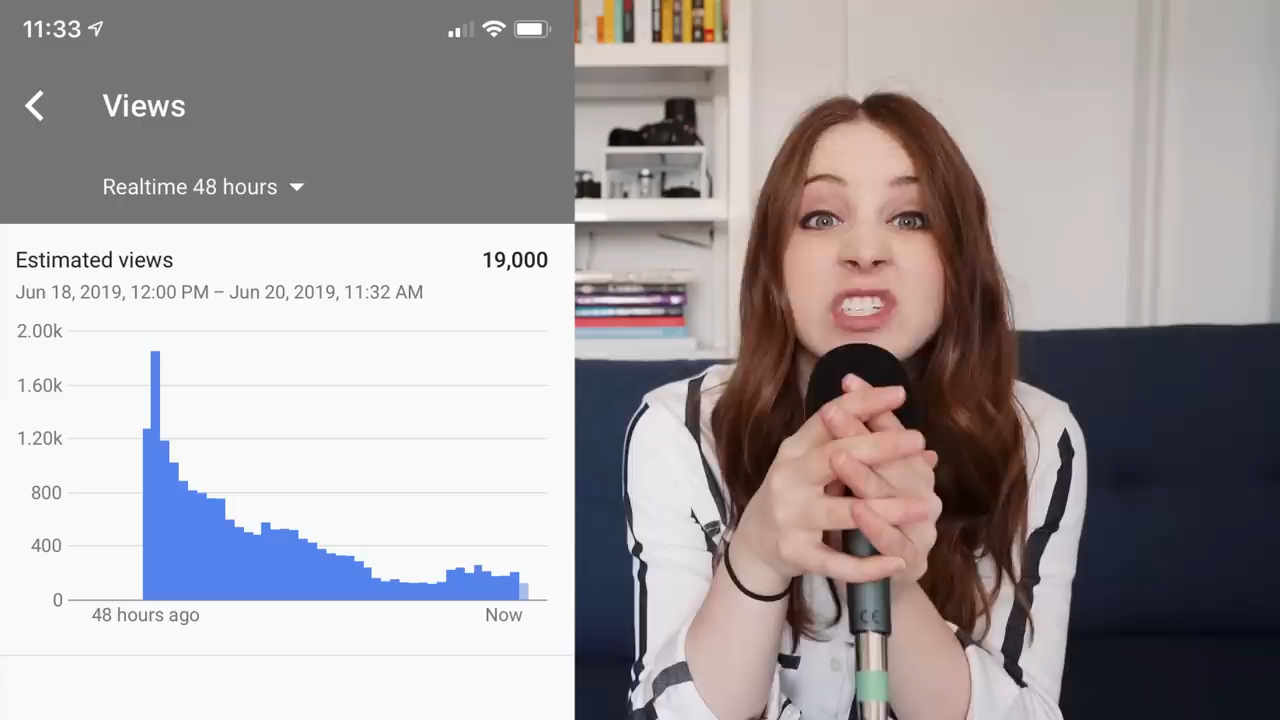 11:33
Views
Realtime 48 hours
Estimated views 19,000
Jun 18, 2019, 12:00 PM – Jun 20, 2019, 11:32 AM
2.00k
1.60k
1.20k
800
400
0
48 hours ago Now
CE